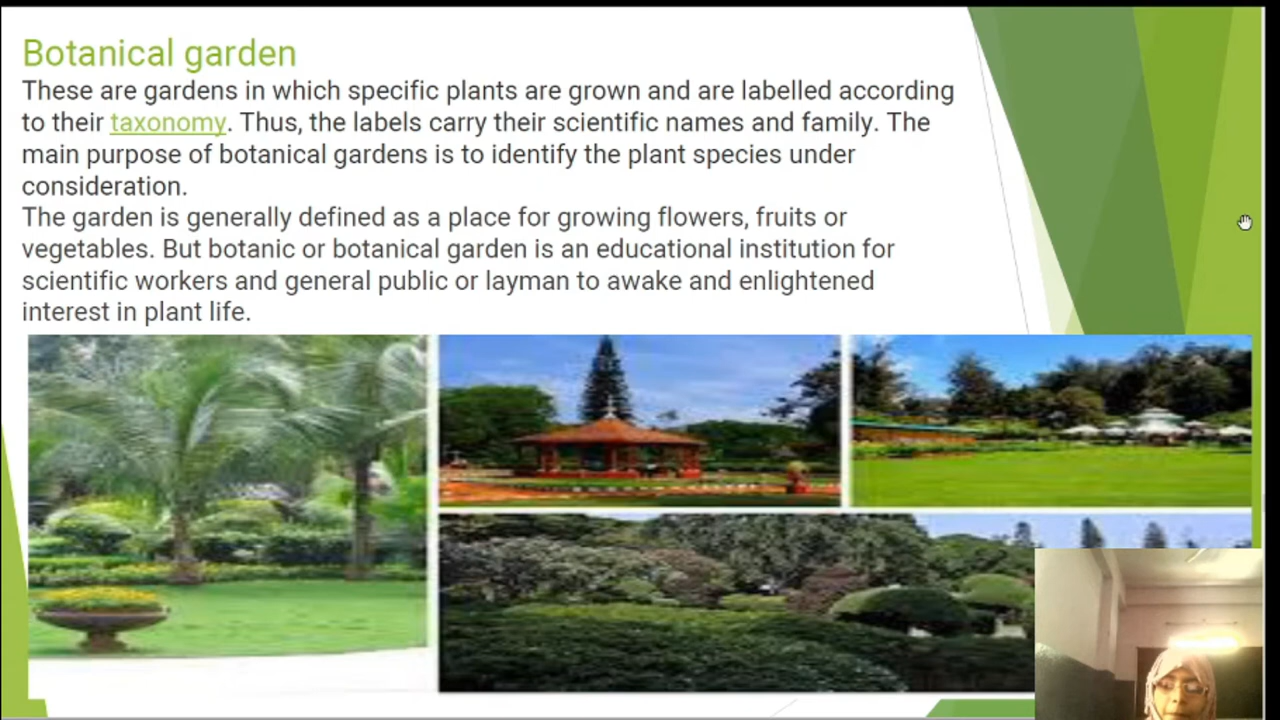 Botanical garden
These are gardens in which specific plants are grown and are labelled according
to their taxonomy. Thus, the labels carry their scientific names and family. The
main purpose of botanical gardens is to identify the plant species under
consideration.
The garden is generally defined as a place for growing flowers, fruits or
vegetables. But botanic or botanical garden is an educational institution for
scientific workers and general public or layman to awake and enlightened
interest in plant life.